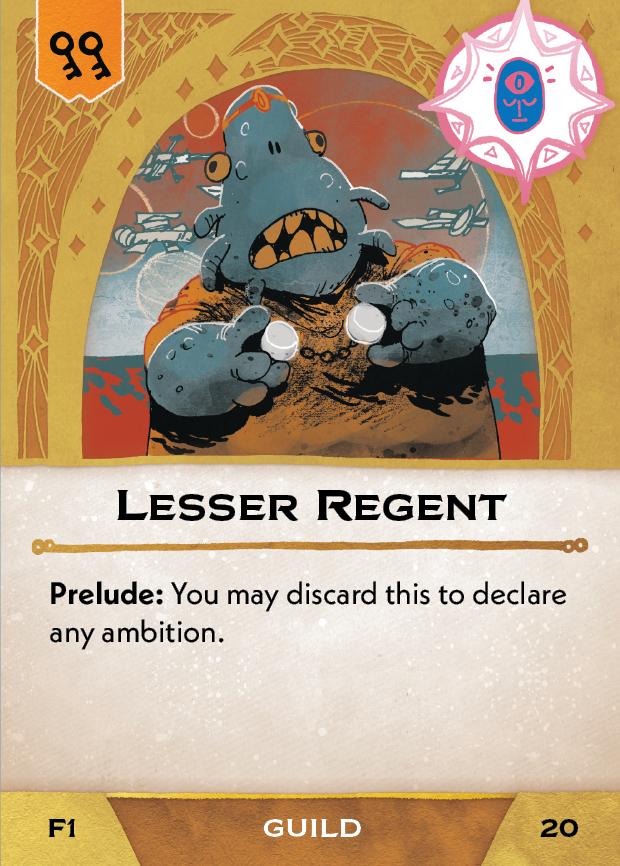 LESSER REGENT
Prelude: You may discard this to declare
any ambition.
F1 GUILD 20